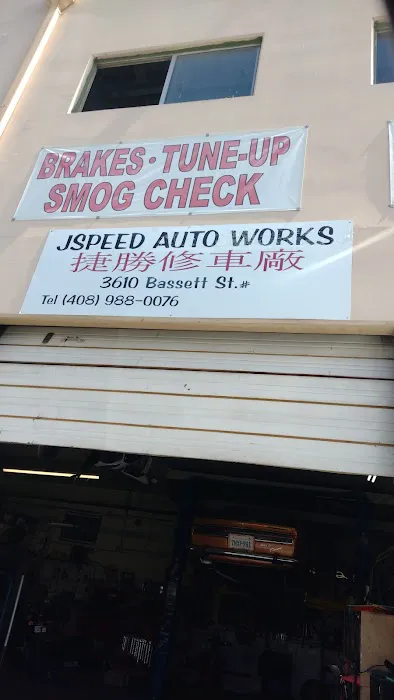 BRAKES · TUNE-UP
SMOG CHECK
JSPEED AUTO WORKS
捷勝修車廠
3610 Bassett St.#
Tel (408) 988-0076